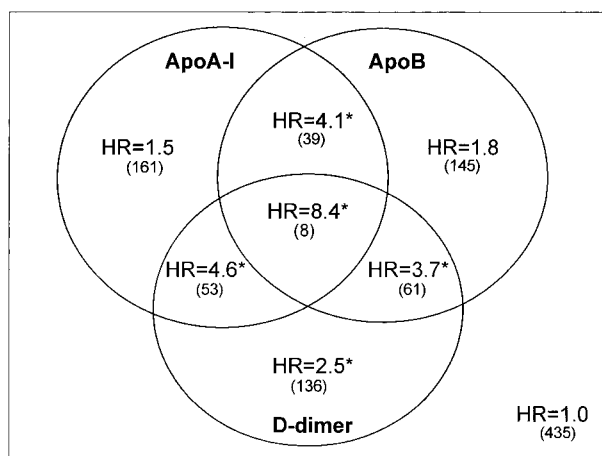 ApoA-I
ApoB
HR=4.1*
(39)
HR=1.5
(161)
HR=1.8
(145)
HR=8.4*
(8)
HR=4.6*
(53)
HR=3.7*
(61)
HR=2.5*
(136)
D-dimer
HR=1.0
(435)